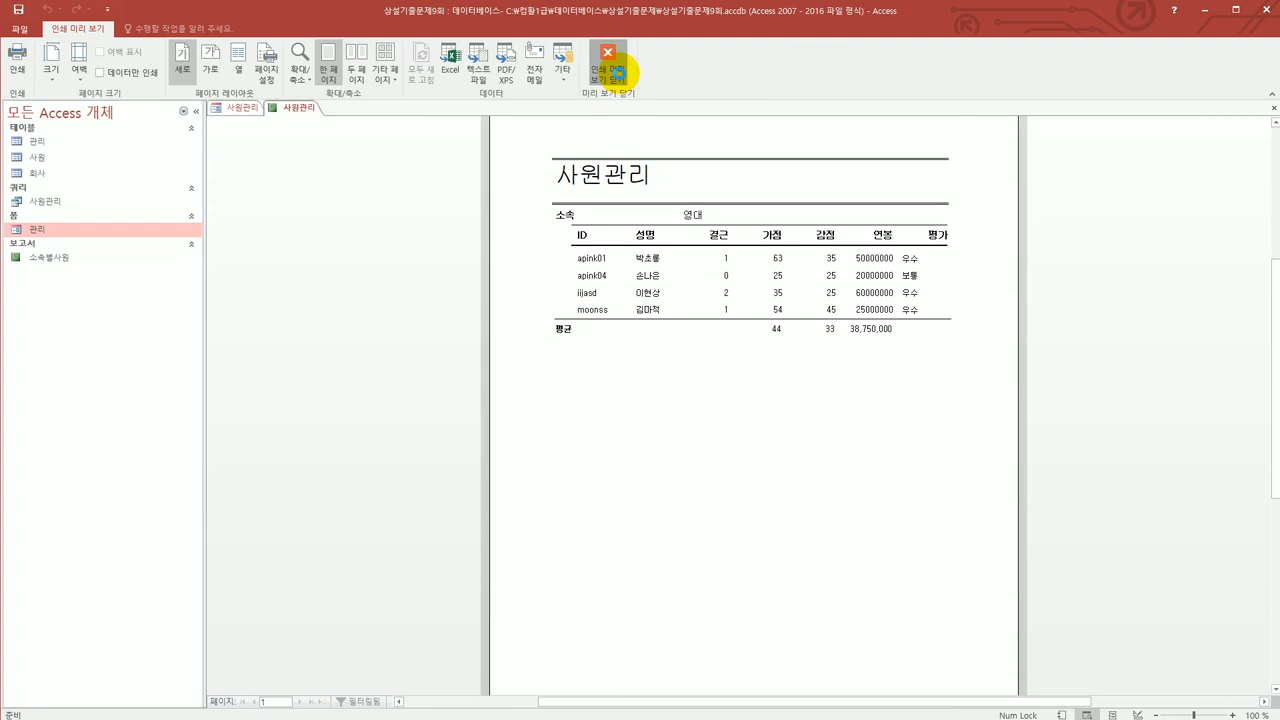 상설기출문제9회 : 데이터베이스- C:₩컴활1급₩데이터베이스₩상설기출문제₩상설기출문제9회.accdb (Access 2007 - 2016 파일 형식) - Access
파일 인쇄 미리 보기 수행할 작업을 알려 주세요.
인쇄 크기 여백 여백 표시 데이터만 인쇄 세로 가로 열 페이지 설정 확대/축소 한 페이지 두 페이지 기타 페이지 모두 새로 고침 Excel 텍스트 파일 PDF/XPS 전자 메일 기타 인쇄 미리 보기 닫기
인쇄 페이지 크기 페이지 레이아웃 확대/축소 데이터 미리 보기 닫기
모든 Access 개체
테이블
관리
사원
회사
쿼리
사원관리
폼
관리
보고서
소속별사원
사원관리 사원관리
사원관리
소속 영대
ID 성명 결근 가점 감점 연봉 평가
apink01 박초롱 1 63 35 50000000 우수
apink04 손나은 0 25 25 20000000 보통
iijasd 이현상 2 35 25 60000000 우수
moonss 김마적 1 54 45 25000000 우수
평균 44 33 38,750,000
페이지: 1 필터링됨
준비 Num Lock 100 %